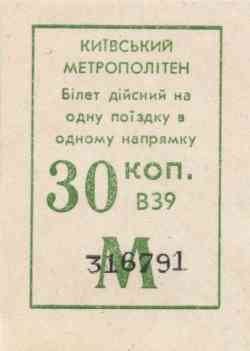 КИЇВСЬКИЙ
МЕТРОПОЛІТЕН
Білет дійсний на
одну поїздку в
одному напрямку
30 КОП.
В39
М
316791